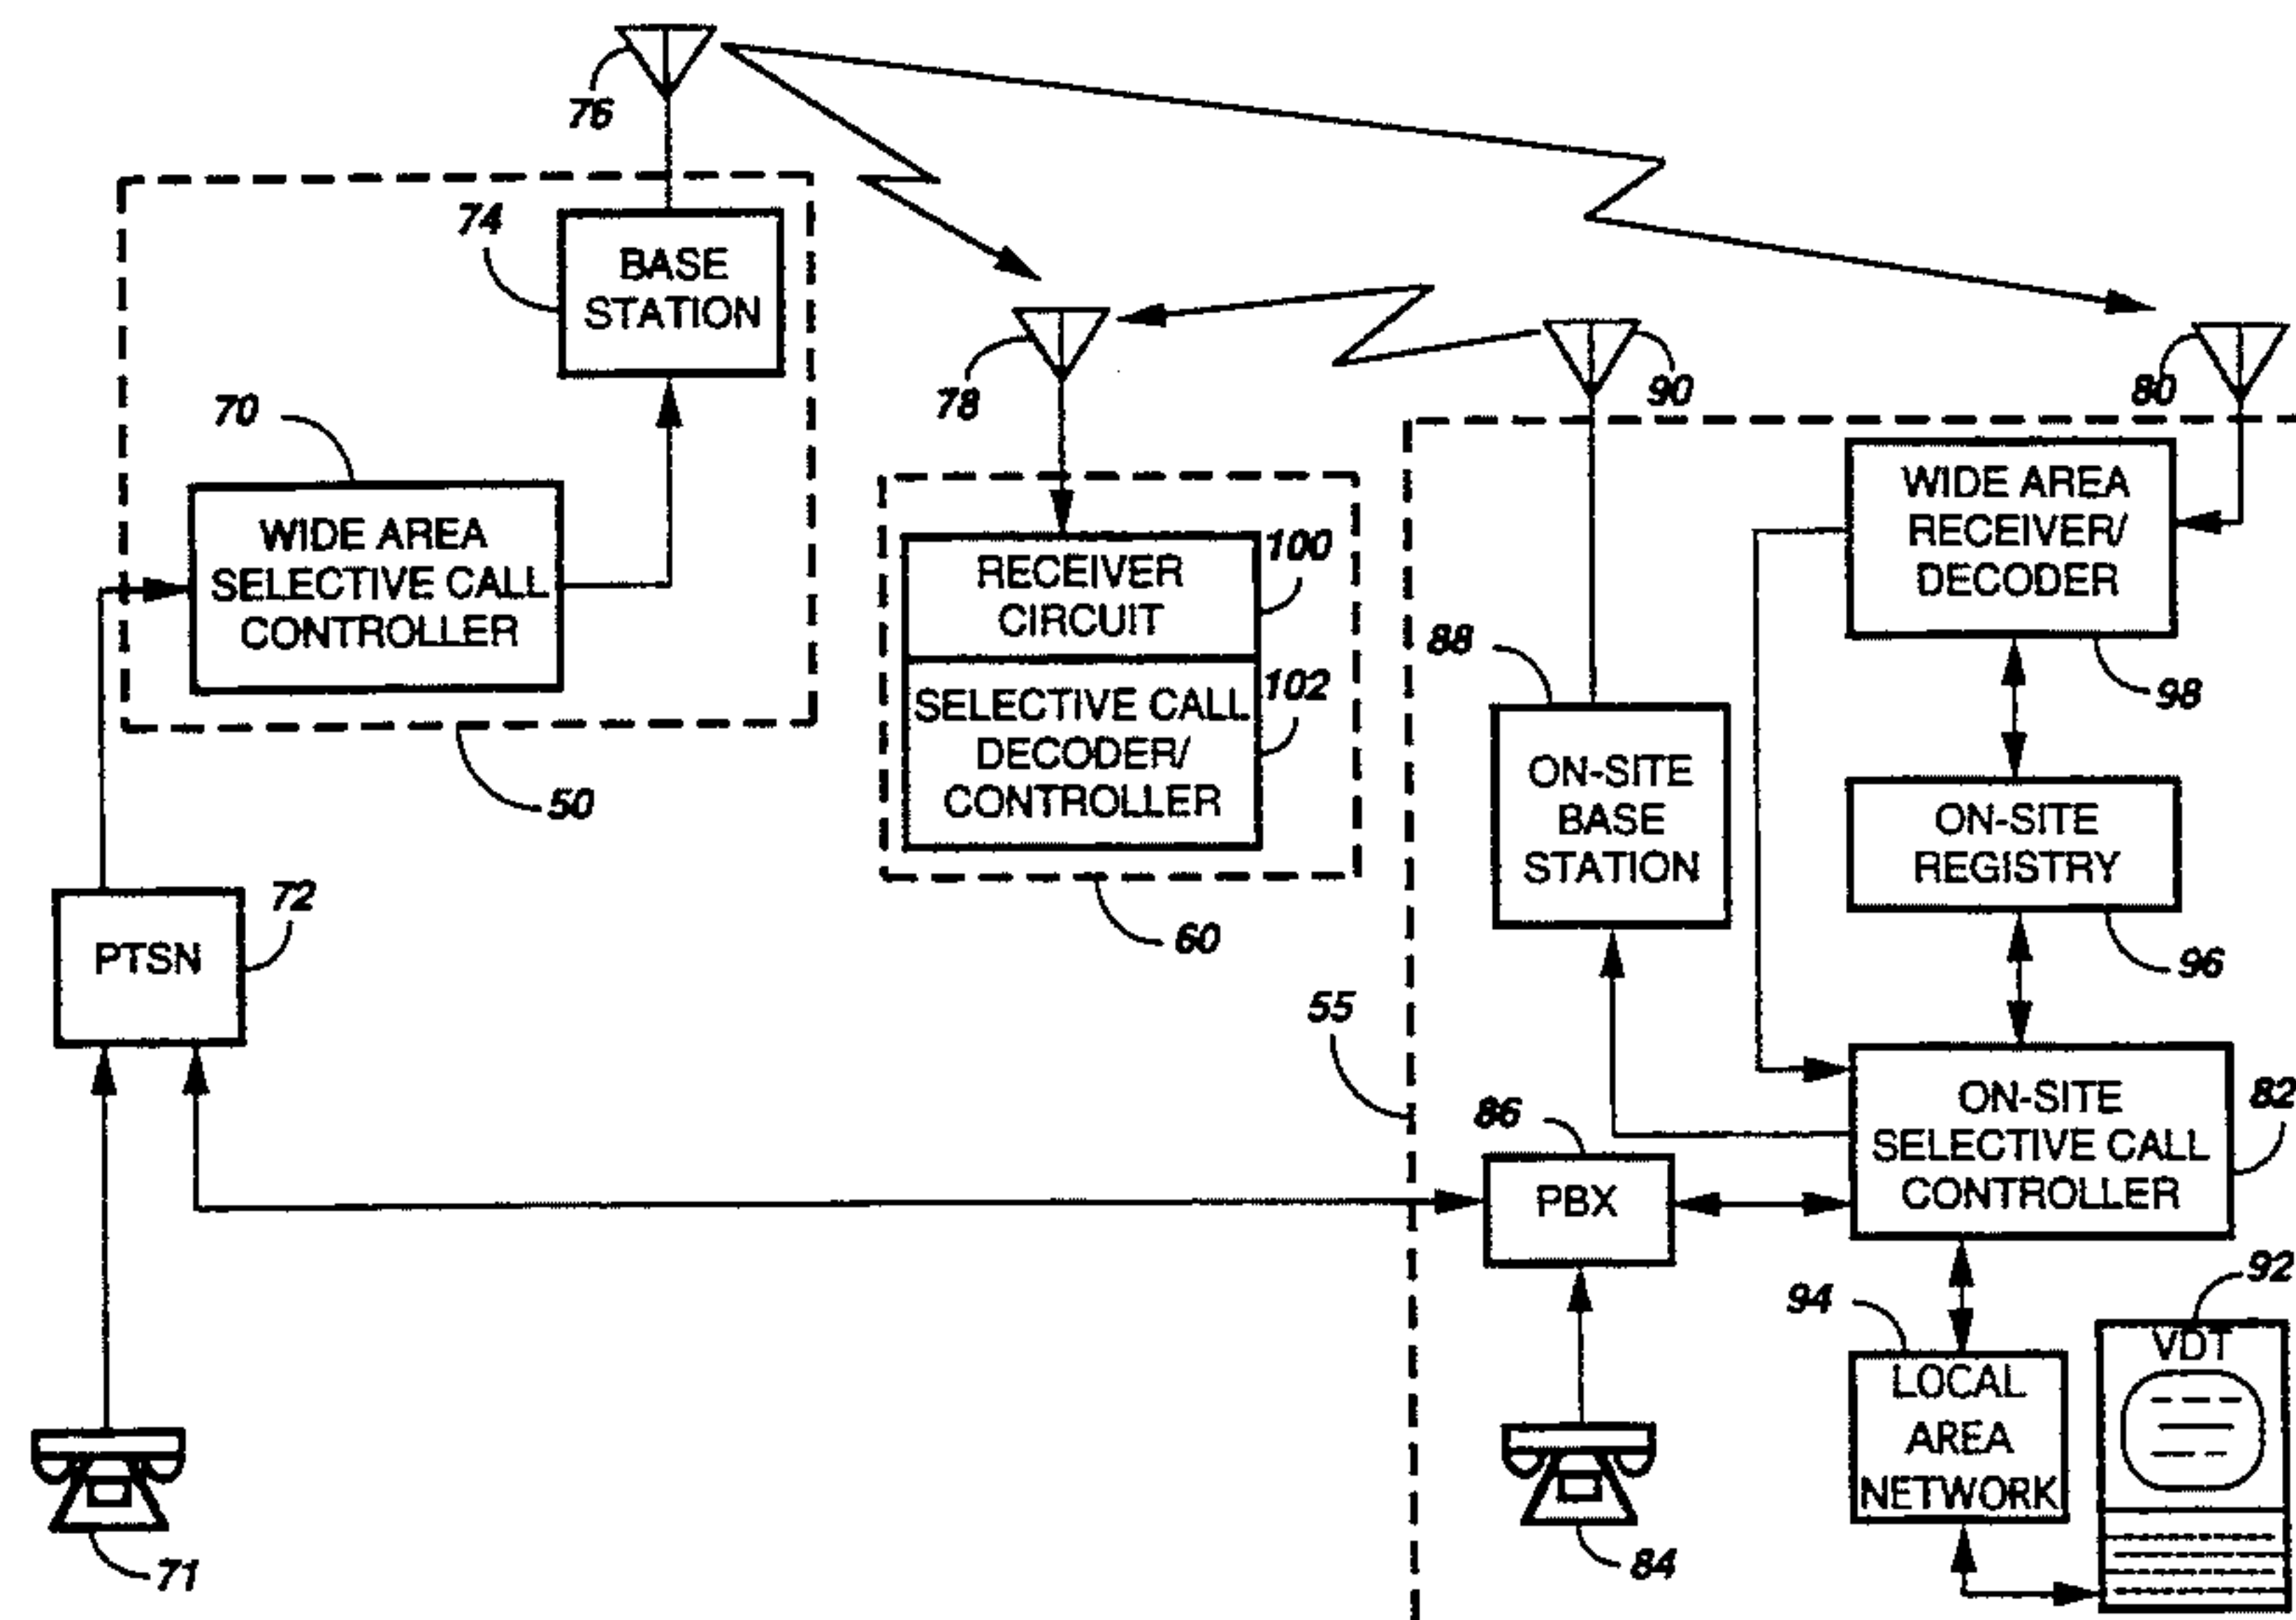 76
74
BASE
STATION
70
WIDE AREA
SELECTIVE CALL
CONTROLLER
50
78
90
80
RECEIVER
CIRCUIT
100
SELECTIVE CALL
DECODER/
CONTROLLER
102
60
WIDE AREA
RECEIVER/
DECODER
98
88
ON-SITE
BASE
STATION
ON-SITE
REGISTRY
96
PTSN
72
55
86
PBX
ON-SITE
SELECTIVE CALL
CONTROLLER
82
94
LOCAL
AREA
NETWORK
92
VDT
71
84